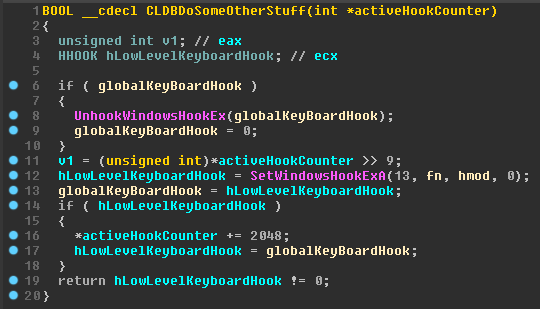 1 BOOL __cdecl CLDBDoSomeOtherStuff(int *activeHookCounter)
2 {
3 unsigned int v1; // eax
4 HHOOK hLowLevelKeyboardHook; // ecx
5
6 if ( globalKeyBoardHook )
7 {
8 UnhookWindowsHookEx(globalKeyBoardHook);
9 globalKeyBoardHook = 0;
10 }
11 v1 = (unsigned int)*activeHookCounter >> 9;
12 hLowLevelKeyboardHook = SetWindowsHookExA(13, fn, hmod, 0);
13 globalKeyBoardHook = hLowLevelKeyboardHook;
14 if ( hLowLevelKeyboardHook )
15 {
16 *activeHookCounter += 2048;
17 hLowLevelKeyboardHook = globalKeyBoardHook;
18 }
19 return hLowLevelKeyboardHook != 0;
20 }